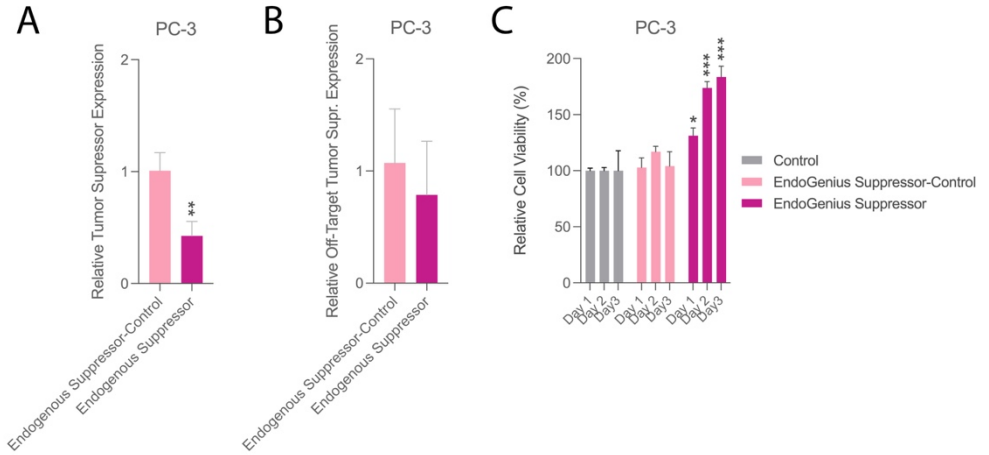 A
PC-3
Relative Tumor Suppressor Expression
2
1
0
**
Endogenous Suppressor-Control
Endogenous Suppressor
B
PC-3
Relative Off-Target Tumor Supr. Expression
2
1
0
Endogenous Suppressor-Control
Endogenous Suppressor
C
PC-3
Relative Cell Viability (%)
200
150
100
50
0
*
***
***
Day 1
Day 2
Day3
Day 1
Day 2
Day3
Day 1
Day 2
Day3
Control
EndoGenius Suppressor-Control
EndoGenius Suppressor